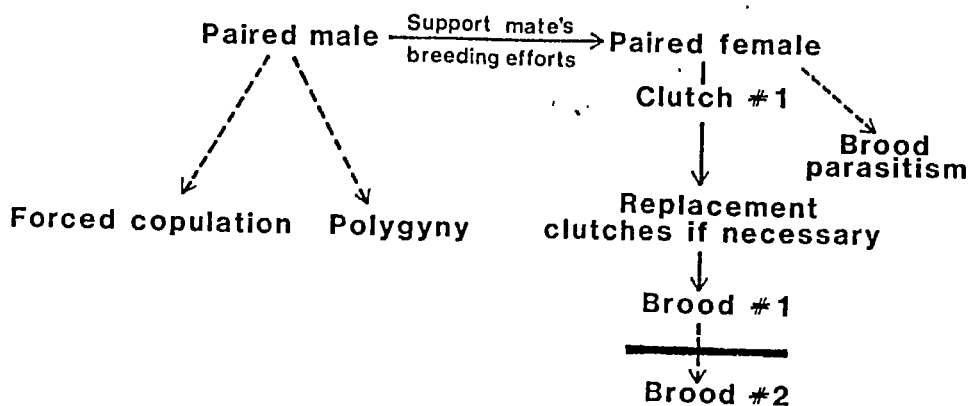 Paired male
Support mate's
breeding efforts
Paired female
Clutch #1
Brood
parasitism
Forced copulation
Polygyny
Replacement
clutches if necessary
Brood #1
Brood #2